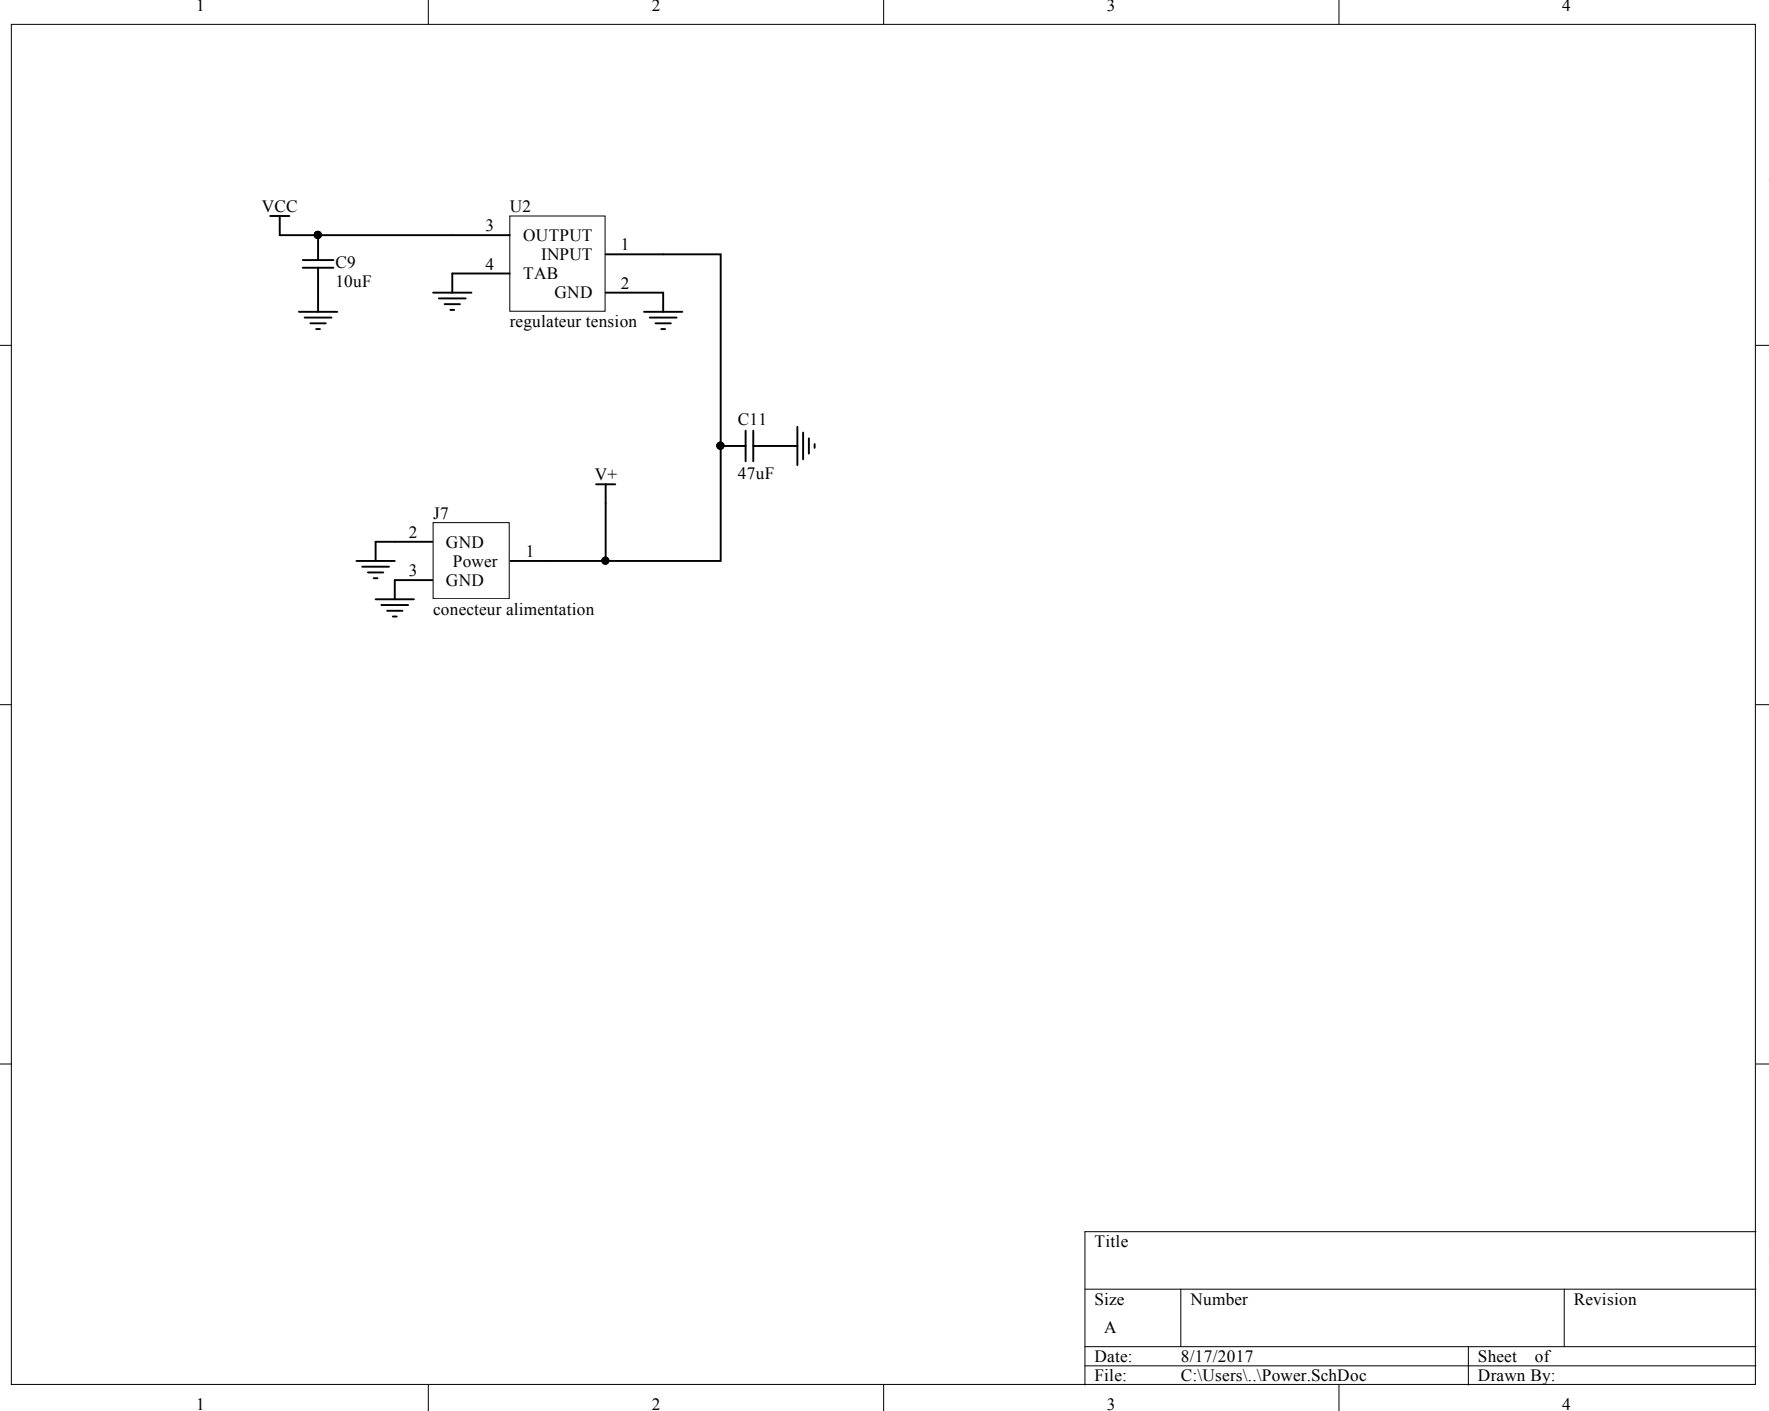 1 2 3 4
VCC
C9
10uF
U2
3 OUTPUT
INPUT 1
4 TAB
GND 2
regulateur tension
C11
47uF
V+
J7
2 GND
Power 1
3 GND
conecteur alimentation
Title
Size Number Revision
A
Date: 8/17/2017 Sheet of
File: C:\Users\..\Power.SchDoc Drawn By:
1 2 3 4